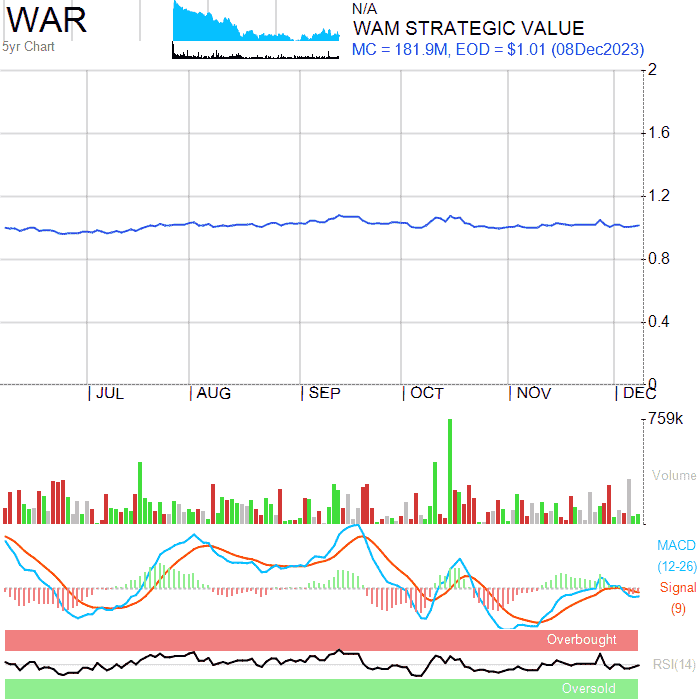 WAR
5yr Chart
N/A
WAM STRATEGIC VALUE
MC = 181.9M, EOD = $1.01 (08Dec2023)
2
1.6
1.2
0.8
0.4
0
JUL AUG SEP OCT NOV DEC
759k
Volume
MACD
(12-26)
Signal
(9)
Overbought
RSI(14)
Oversold